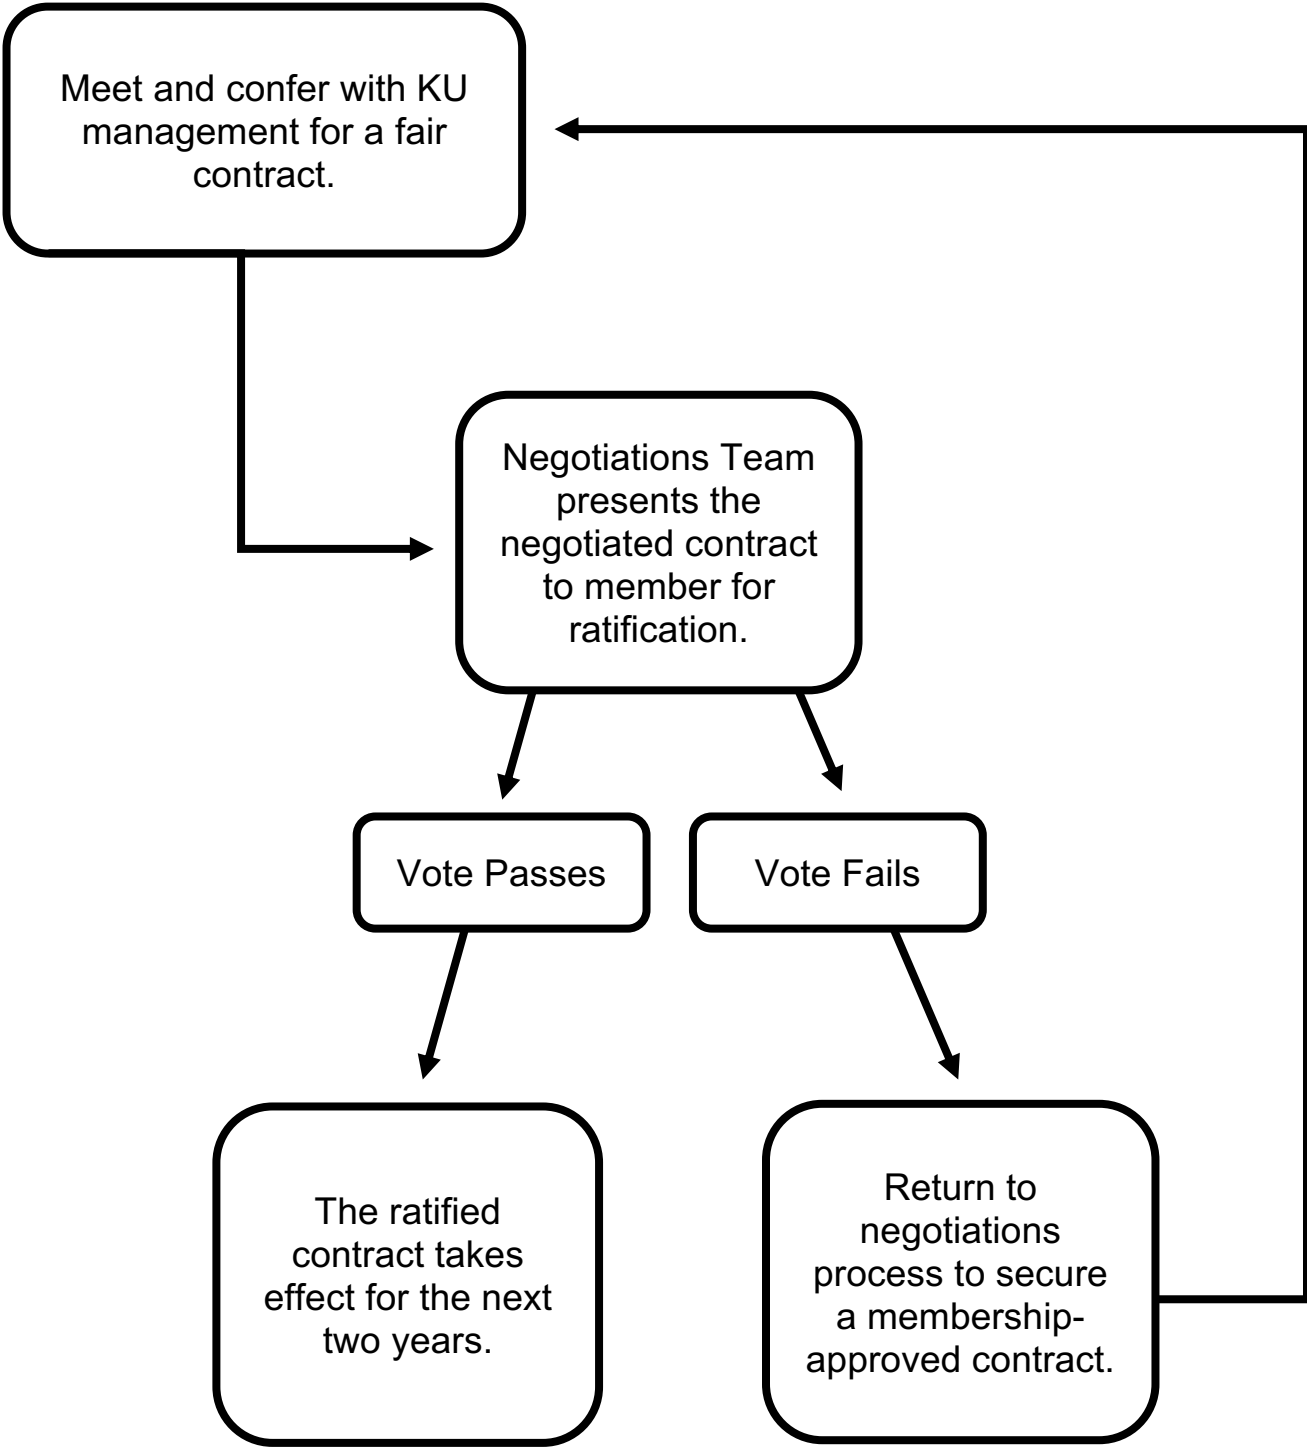 Meet and confer with KU
management for a fair
contract.
Negotiations Team
presents the
negotiated contract
to member for
ratification.
Vote Passes
Vote Fails
The ratified
contract takes
effect for the next
two years.
Return to
negotiations
process to secure
a membership-
approved contract.